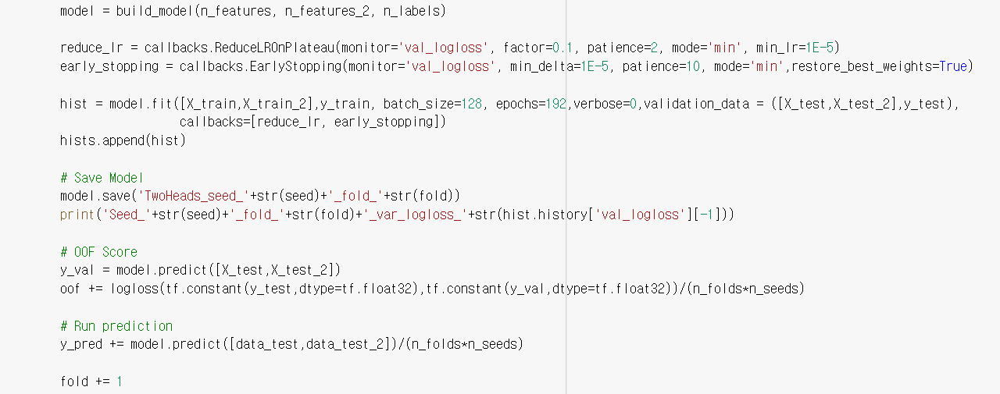 model = build_model(n_features, n_features_2, n_labels)
reduce_lr = callbacks.ReduceLROnPlateau(monitor='val_logloss', factor=0.1, patience=2, mode='min', min_lr=1E-5)
early_stopping = callbacks.EarlyStopping(monitor='val_logloss', min_delta=1E-5, patience=10, mode='min',restore_best_weights=True)
hist = model.fit([X_train,X_train_2],y_train, batch_size=128, epochs=192,verbose=0,validation_data = ([X_test,X_test_2],y_test),
callbacks=[reduce_lr, early_stopping])
hists.append(hist)
# Save Model
model.save('TwoHeads_seed_'+str(seed)+'_fold_'+str(fold))
print('Seed_'+str(seed)+'_fold_'+str(fold)+'_var_logloss_'+str(hist.history['val_logloss'][-1]))
# OOF Score
y_val = model.predict([X_test,X_test_2])
oof += logloss(tf.constant(y_test,dtype=tf.float32),tf.constant(y_val,dtype=tf.float32))/(n_folds*n_seeds)
# Run prediction
y_pred += model.predict([data_test,data_test_2])/(n_folds*n_seeds)
fold += 1